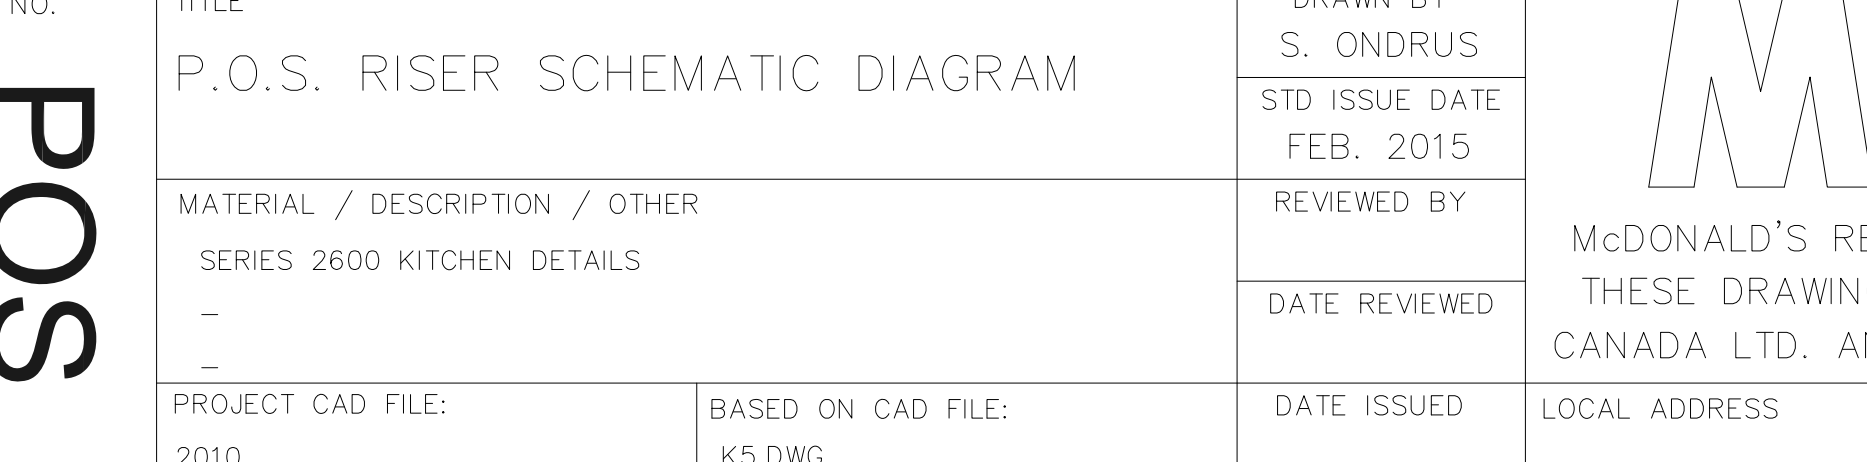 NO.
POS
TITLE
P.O.S. RISER SCHEMATIC DIAGRAM
MATERIAL / DESCRIPTION / OTHER
SERIES 2600 KITCHEN DETAILS
–
–
PROJECT CAD FILE:
2010
BASED ON CAD FILE:
K5.DWG
DRAWN BY
S. ONDRUS
STD ISSUE DATE
FEB. 2015
REVIEWED BY
DATE REVIEWED
DATE ISSUED
M
McDONALD'S RE
THESE DRAWIN
CANADA LTD. AN
LOCAL ADDRESS